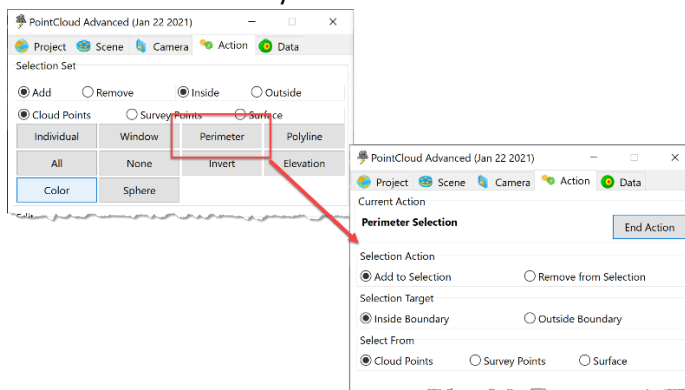 PointCloud Advanced (Jan 22 2021)
Project Scene Camera Action Data
Selection Set
Add Remove Inside Outside
Cloud Points Survey Points Surface
Individual Window Perimeter Polyline
All None Invert Elevation
Color Sphere
PointCloud Advanced (Jan 22 2021)
Project Scene Camera Action Data
Current Action
Perimeter Selection End Action
Selection Action
Add to Selection Remove from Selection
Selection Target
Inside Boundary Outside Boundary
Select From
Cloud Points Survey Points Surface